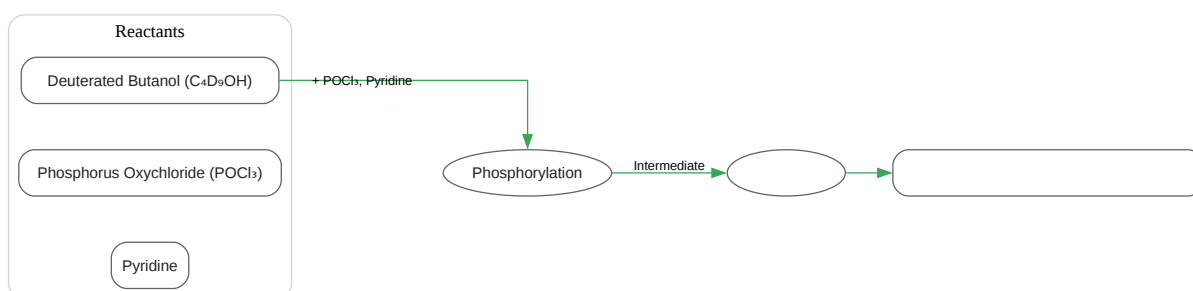 Reactants
Deuterated Butanol (C₄D₉OH)
+ POCl₃, Pyridine
Phosphorus Oxychloride (POCl₃)
Phosphorylation
Intermediate
Pyridine